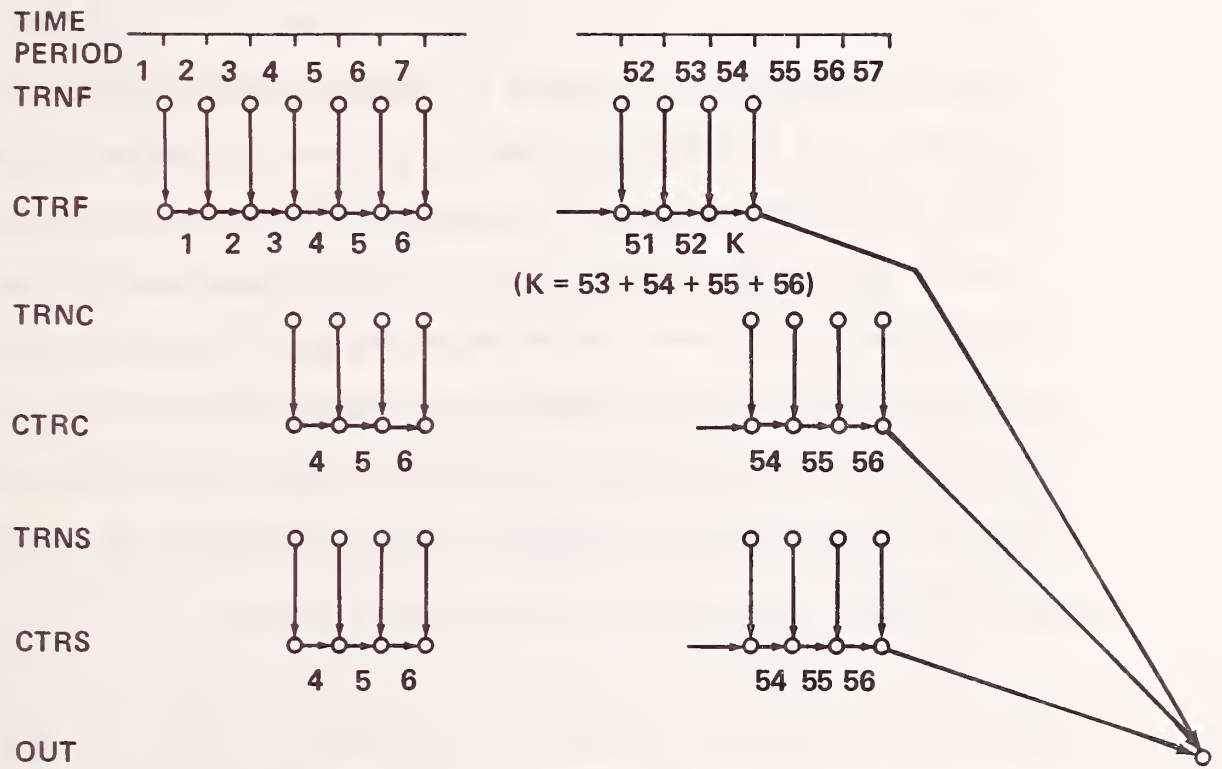 TIME
PERIOD
1 2 3 4 5 6 7 52 53 54 55 56 57
TRNF
CTRF
1 2 3 4 5 6 51 52 K
(K = 53 + 54 + 55 + 56)
TRNC
CTRC
4 5 6 54 55 56
TRNS
CTRS
4 5 6 54 55 56
OUT